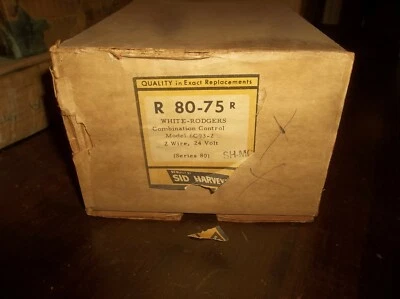 QUALITY in Exact Replacements
R 80-75 R
WHITE-RODGERS
Combination Control
2 Wire, 24 Volt
(Series 80)
SID HARVEY